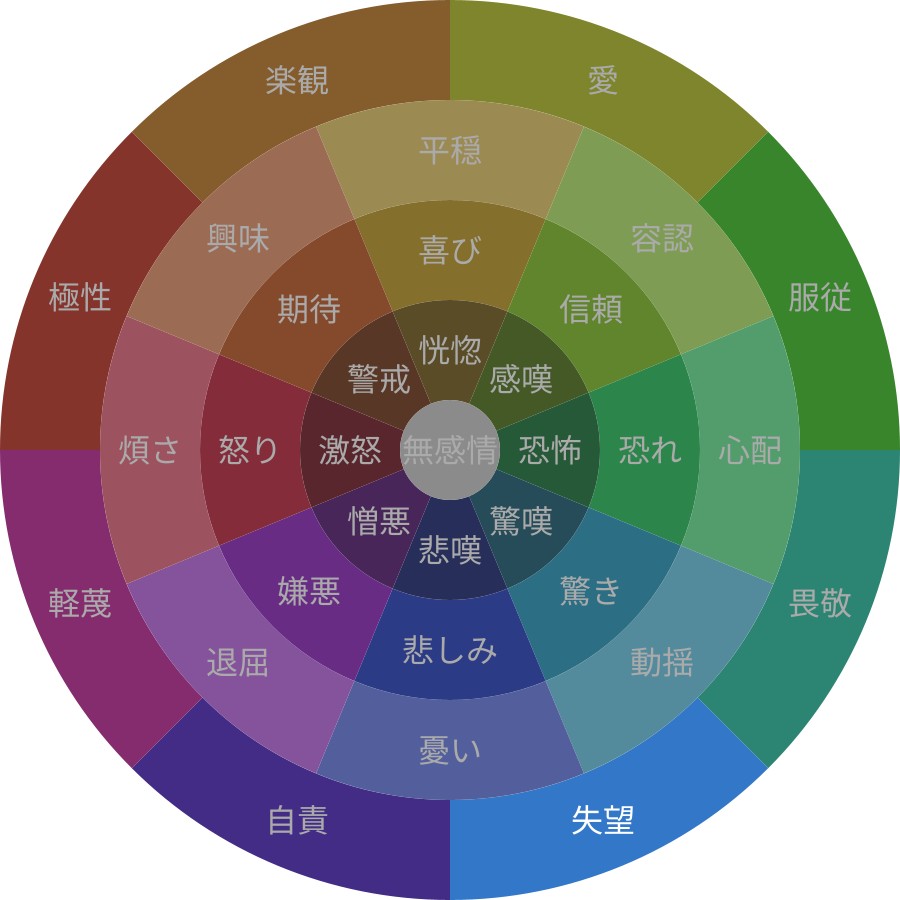 楽観
愛
平穏
興味
容認
喜び
極性
服従
期待
信頼
恍惚
警戒
感嘆
煩さ
怒り
激怒
無感情
恐怖
恐れ
心配
憎悪
驚嘆
悲嘆
嫌悪
驚き
軽蔑
畏敬
悲しみ
退屈
動揺
憂い
自責
失望